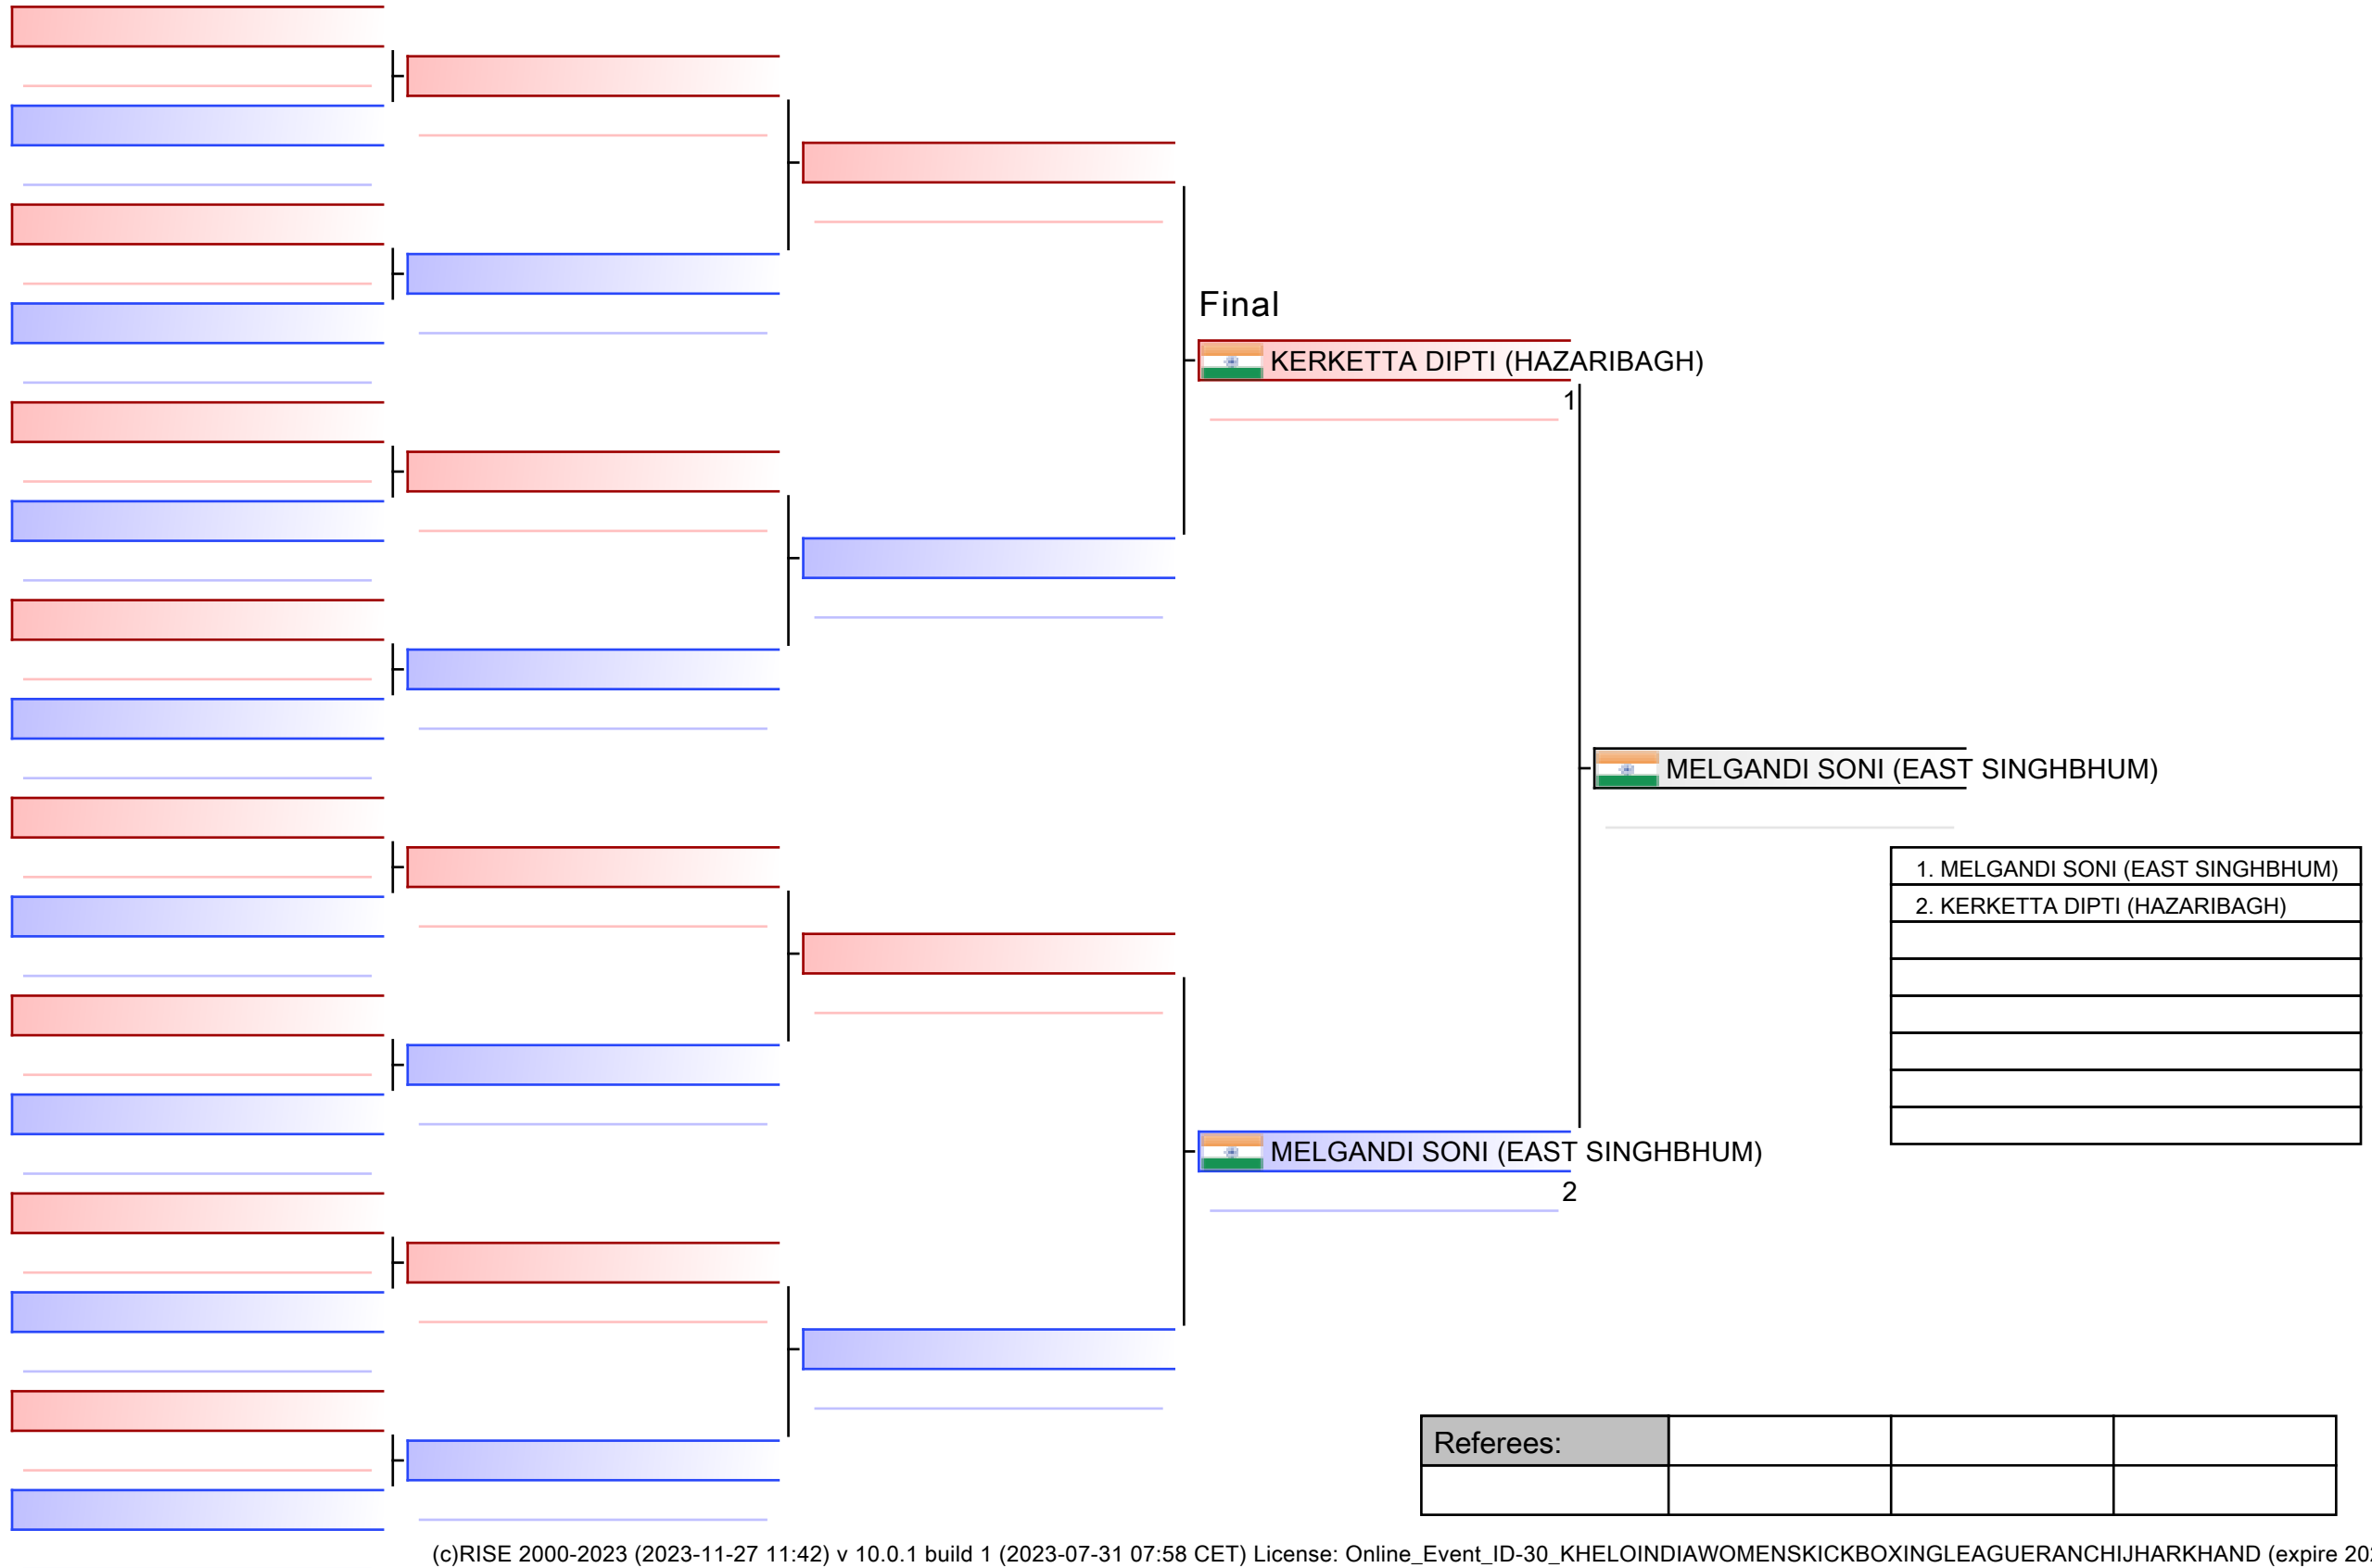 Final
KERKETTA DIPTI (HAZARIBAGH)
1
MELGANDI SONI (EAST SINGHBHUM)
1. MELGANDI SONI (EAST SINGHBHUM)
2. KERKETTA DIPTI (HAZARIBAGH)
MELGANDI SONI (EAST SINGHBHUM)
2
Referees:
(c)RISE 2000-2023 (2023-11-27 11:42) v 10.0.1 build 1 (2023-07-31 07:58 CET) License: Online_Event_ID-30_KHELOINDIAWOMENSKICKBOXINGLEAGUERANCHIJHARKHAND (expire